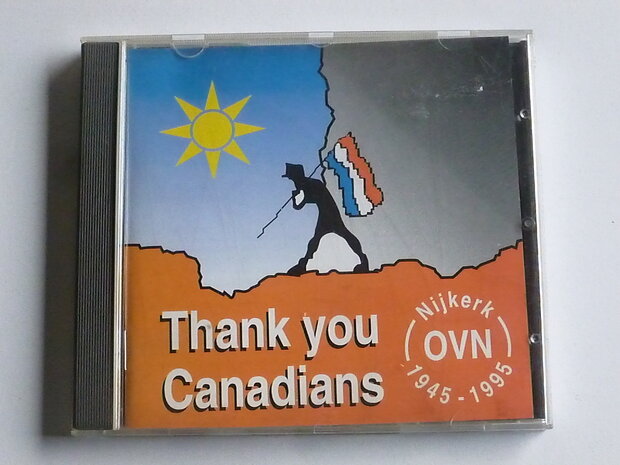 Thank you
Canadians
Nijkerk
OVN
1945-1995